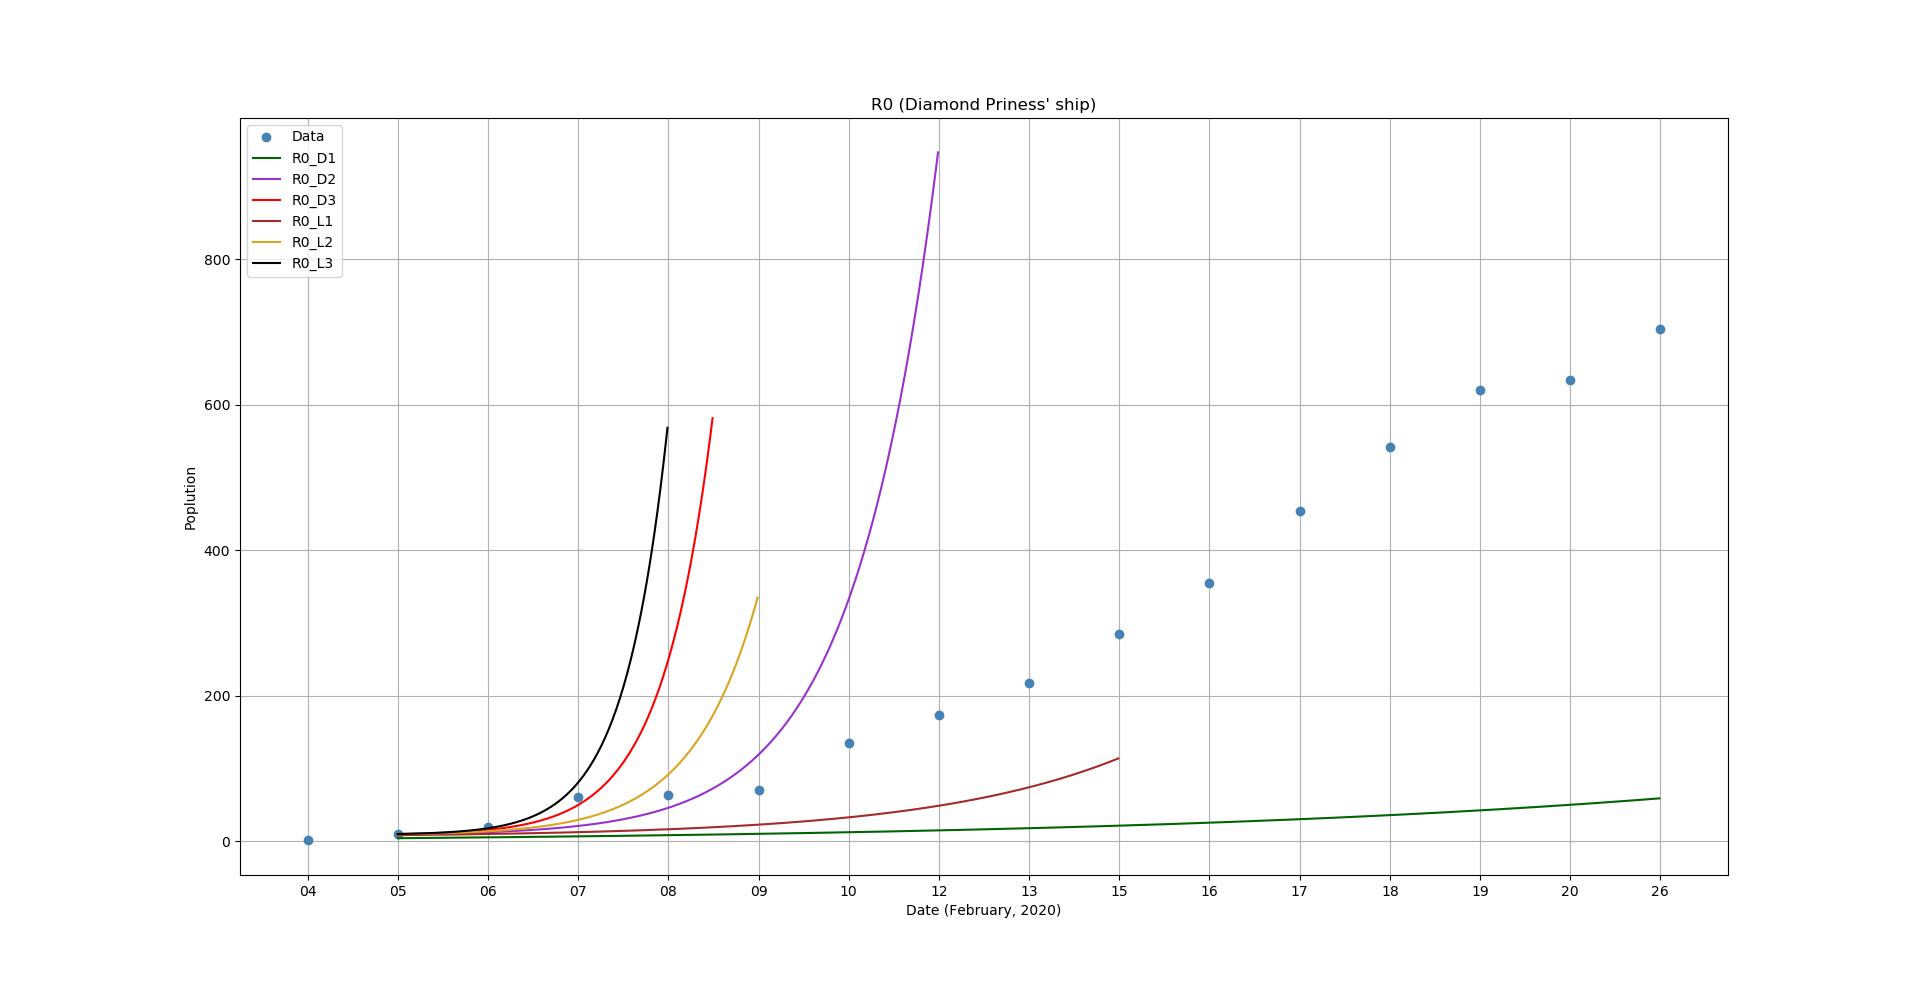 R0 (Diamond Priness' ship)
Data
R0_D1
R0_D2
R0_D3
R0_L1
R0_L2
R0_L3
800
600
400
200
0
Poplution
04 05 06 07 08 09 10 12 13 15 16 17 18 19 20 26
Date (February, 2020)